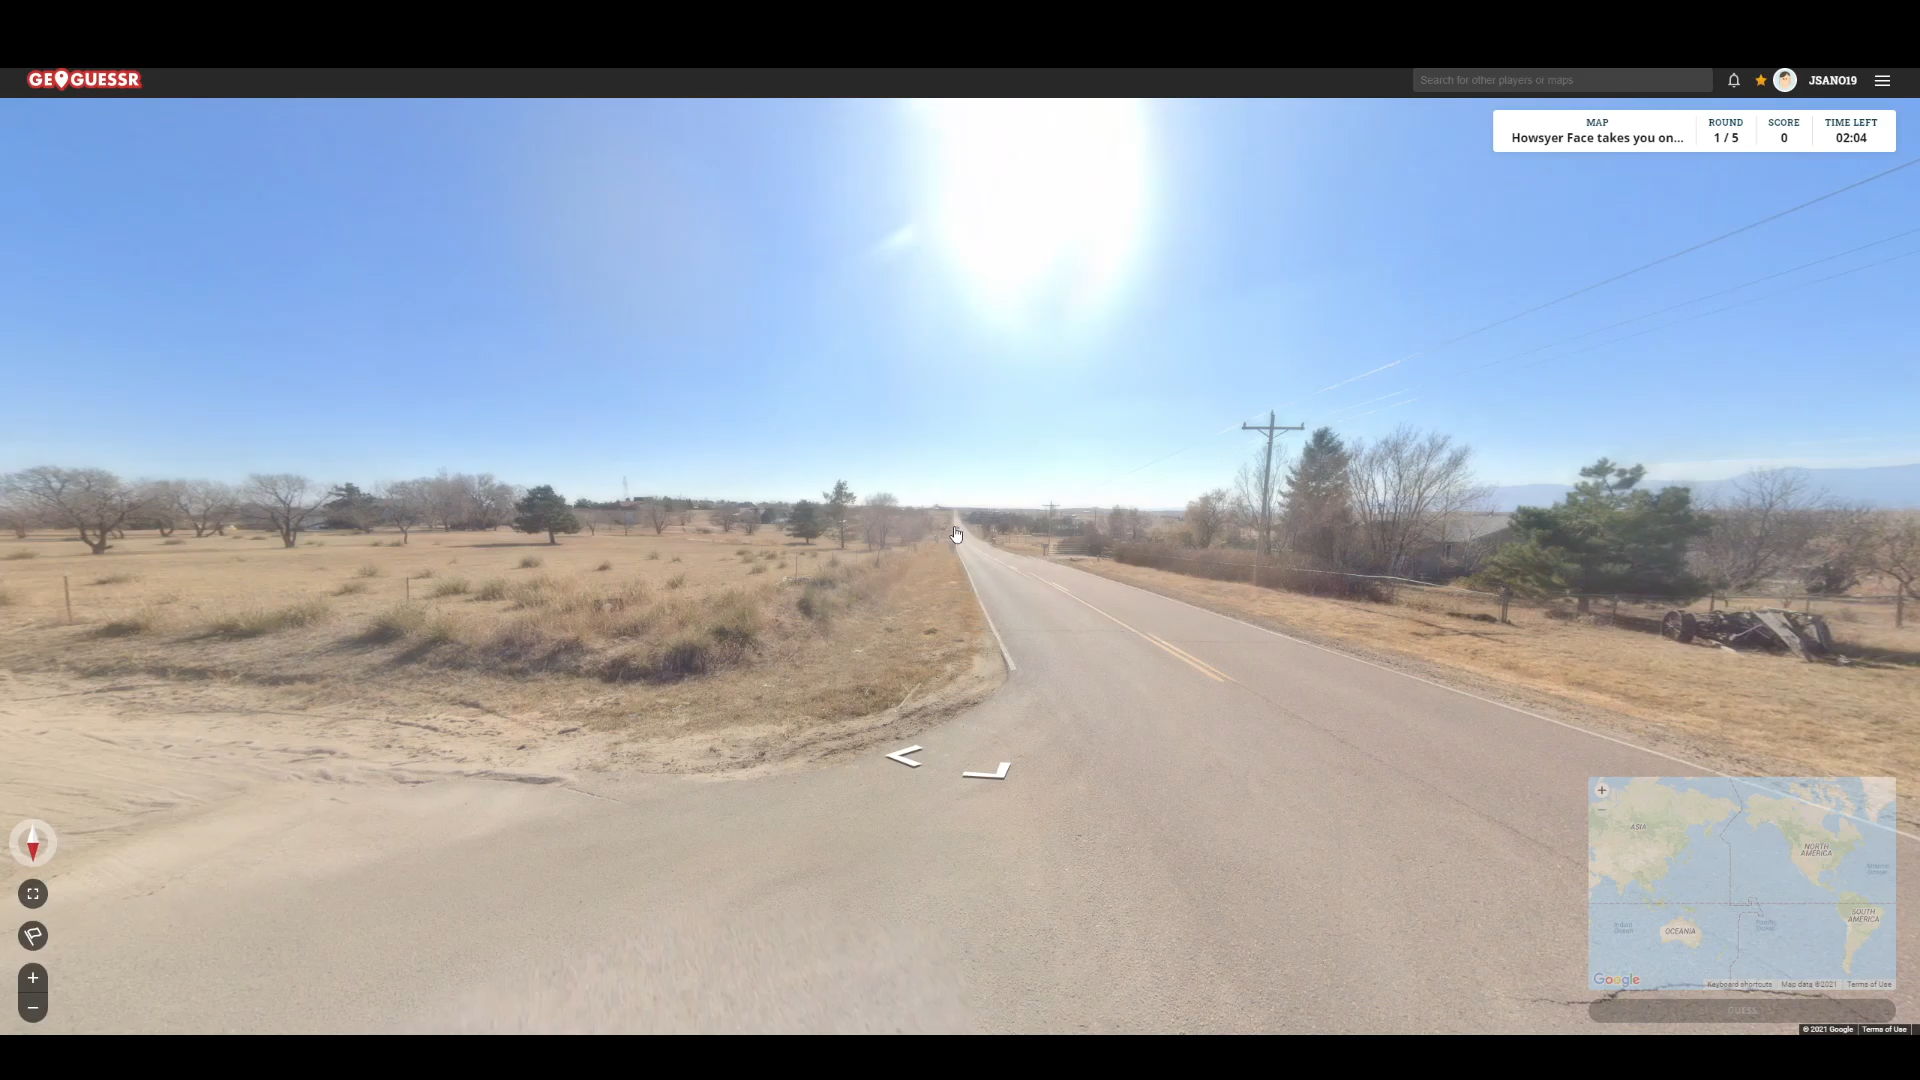 GEOGUESSR
Search for other players or maps
JSANO19
MAP
Howsyer Face takes you on...
ROUND
1 / 5
SCORE
0
TIME LEFT
02:04
ASIA
NORTH
AMERICA
SOUTH
AMERICA
OCEANIA
Google
Keyboard shortcuts
Map data ©2021
Terms of Use
GUESS
© 2021 Google
Terms of Use